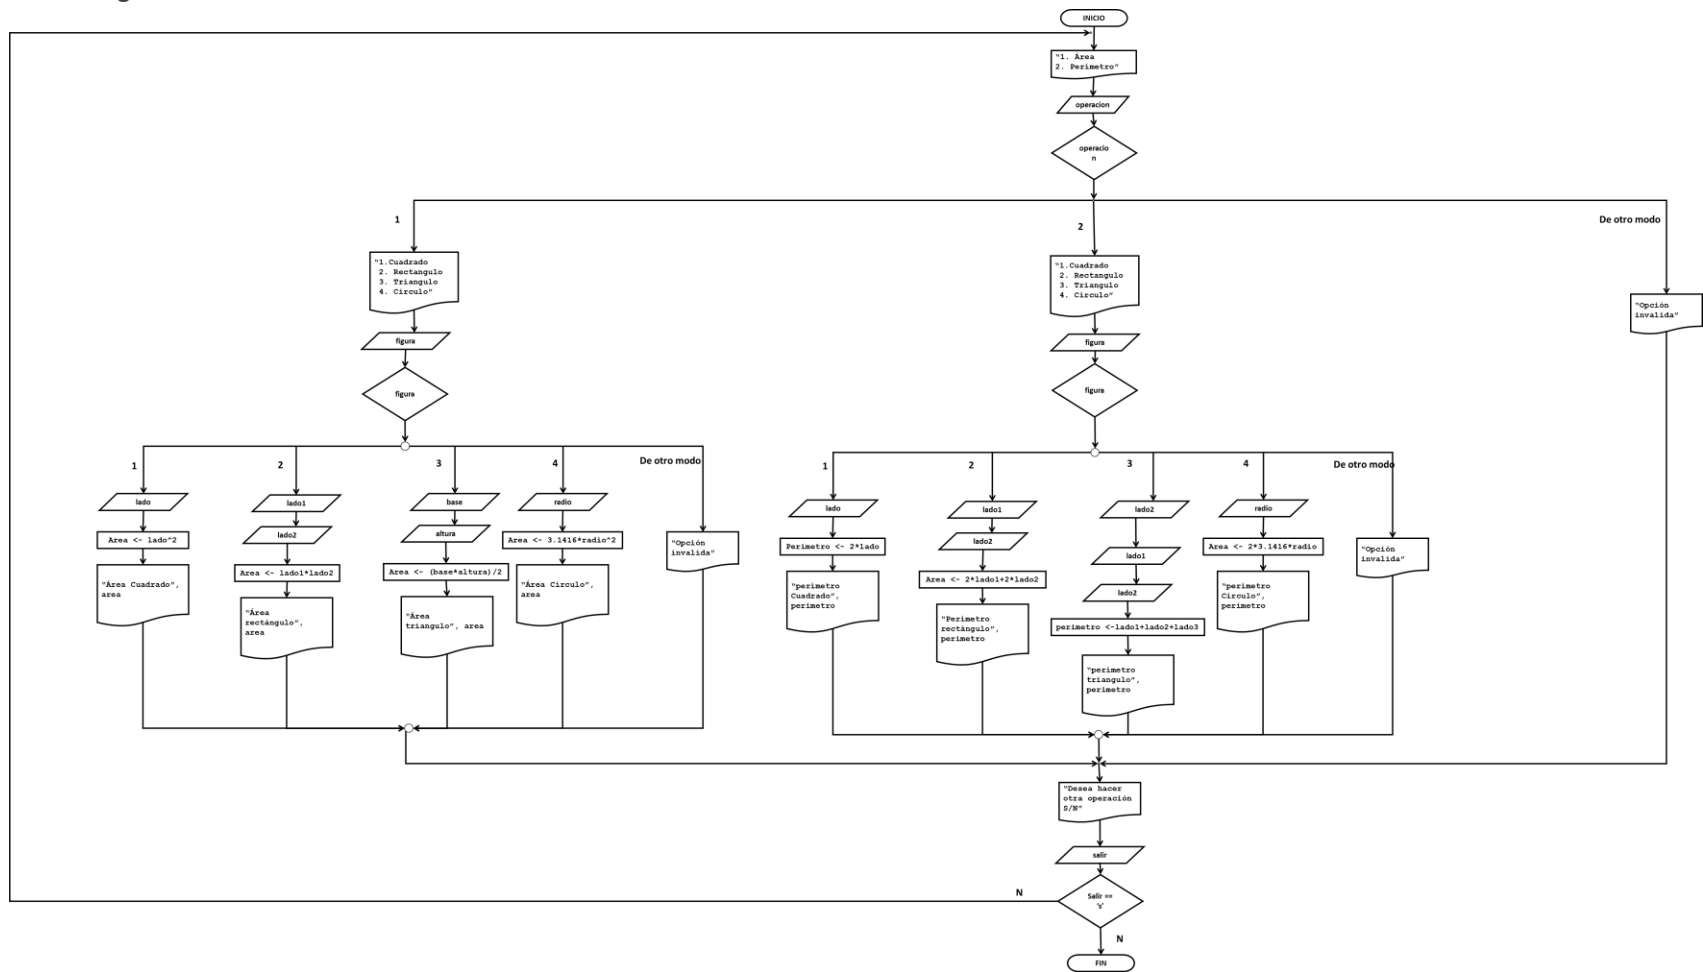 INICIO
"1. Área
2. Perimetro"
operacion
operacio
n
1
2
De otro modo
"1.Cuadrado
2. Rectangulo
3. Triangulo
4. Circulo"
figura
figura
1
2
3
4
De otro modo
lado
Area <- lado^2
"Área Cuadrado",
area
lado1
lado2
Area <- lado1*lado2
"Área
rectángulo",
area
base
altura
Area <- (base*altura)/2
"Área
triangulo", area
radio
Area <- 3.1416*radio^2
"Área Circulo",
area
"Opción
invalida"
"1.Cuadrado
2. Rectangulo
3. Triangulo
4. Circulo"
figura
figura
1
2
3
4
De otro modo
lado
Perimetro <- 2*lado
"perimetro
Cuadrado",
perimetro
lado1
lado2
Area <- 2*lado1+2*lado2
"Perimetro
rectángulo",
perimetro
lado2
lado1
lado2
perimetro <-lado1+lado2+lado3
"perimetro
triangulo",
perimetro
radio
Area <- 2*3.1416*radio
"perimetro
Circulo",
perimetro
"Opción
invalida"
"Opción
invalida"
"Desea hacer
otra operación
S/N"
salir
Salir ==
's'
N
N
FIN